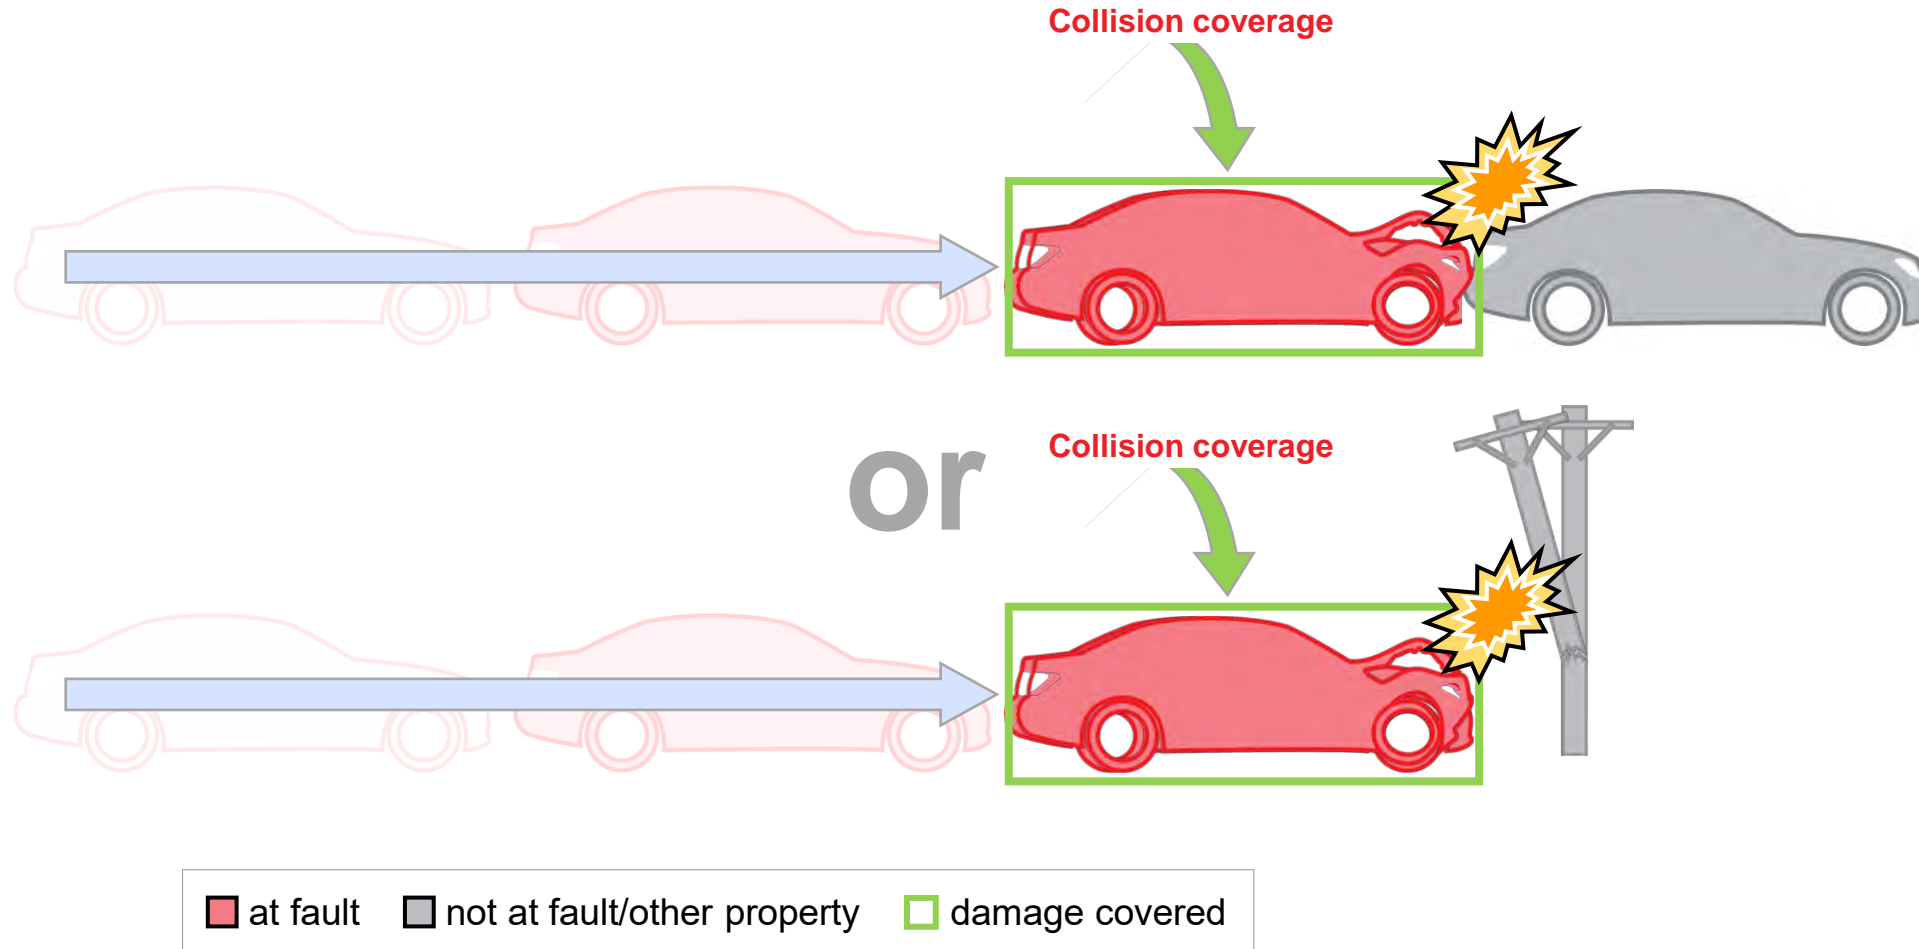 Collision coverage
or
Collision coverage
at fault
not at fault/other property
damage covered